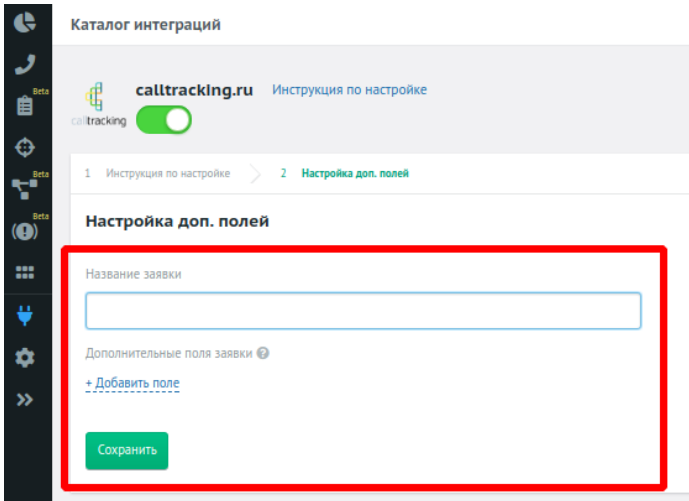 Каталог интеграций
Beta
calltracking.ru Инструкция по настройке
calltracking
1 Инструкция по настройке 2 Настройка доп. полей
Beta
Настройка доп. полей
Beta
Название заявки
Дополнительные поля заявки ?
+ Добавить поле
Сохранить